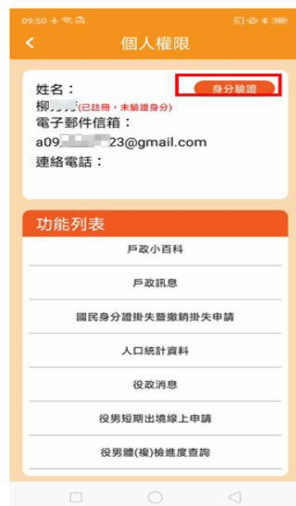 09:50
個人權限
姓名：
身分驗證
柳 (已註冊，未驗證身分)
電子郵件信箱：
a09 23@gmail.com
連絡電話：
功能列表
戶政小百科
戶政訊息
國民身分證掛失暨撤銷掛失申請
人口統計資料
役政消息
役男短期出境線上申請
役男體(複)檢進度查詢